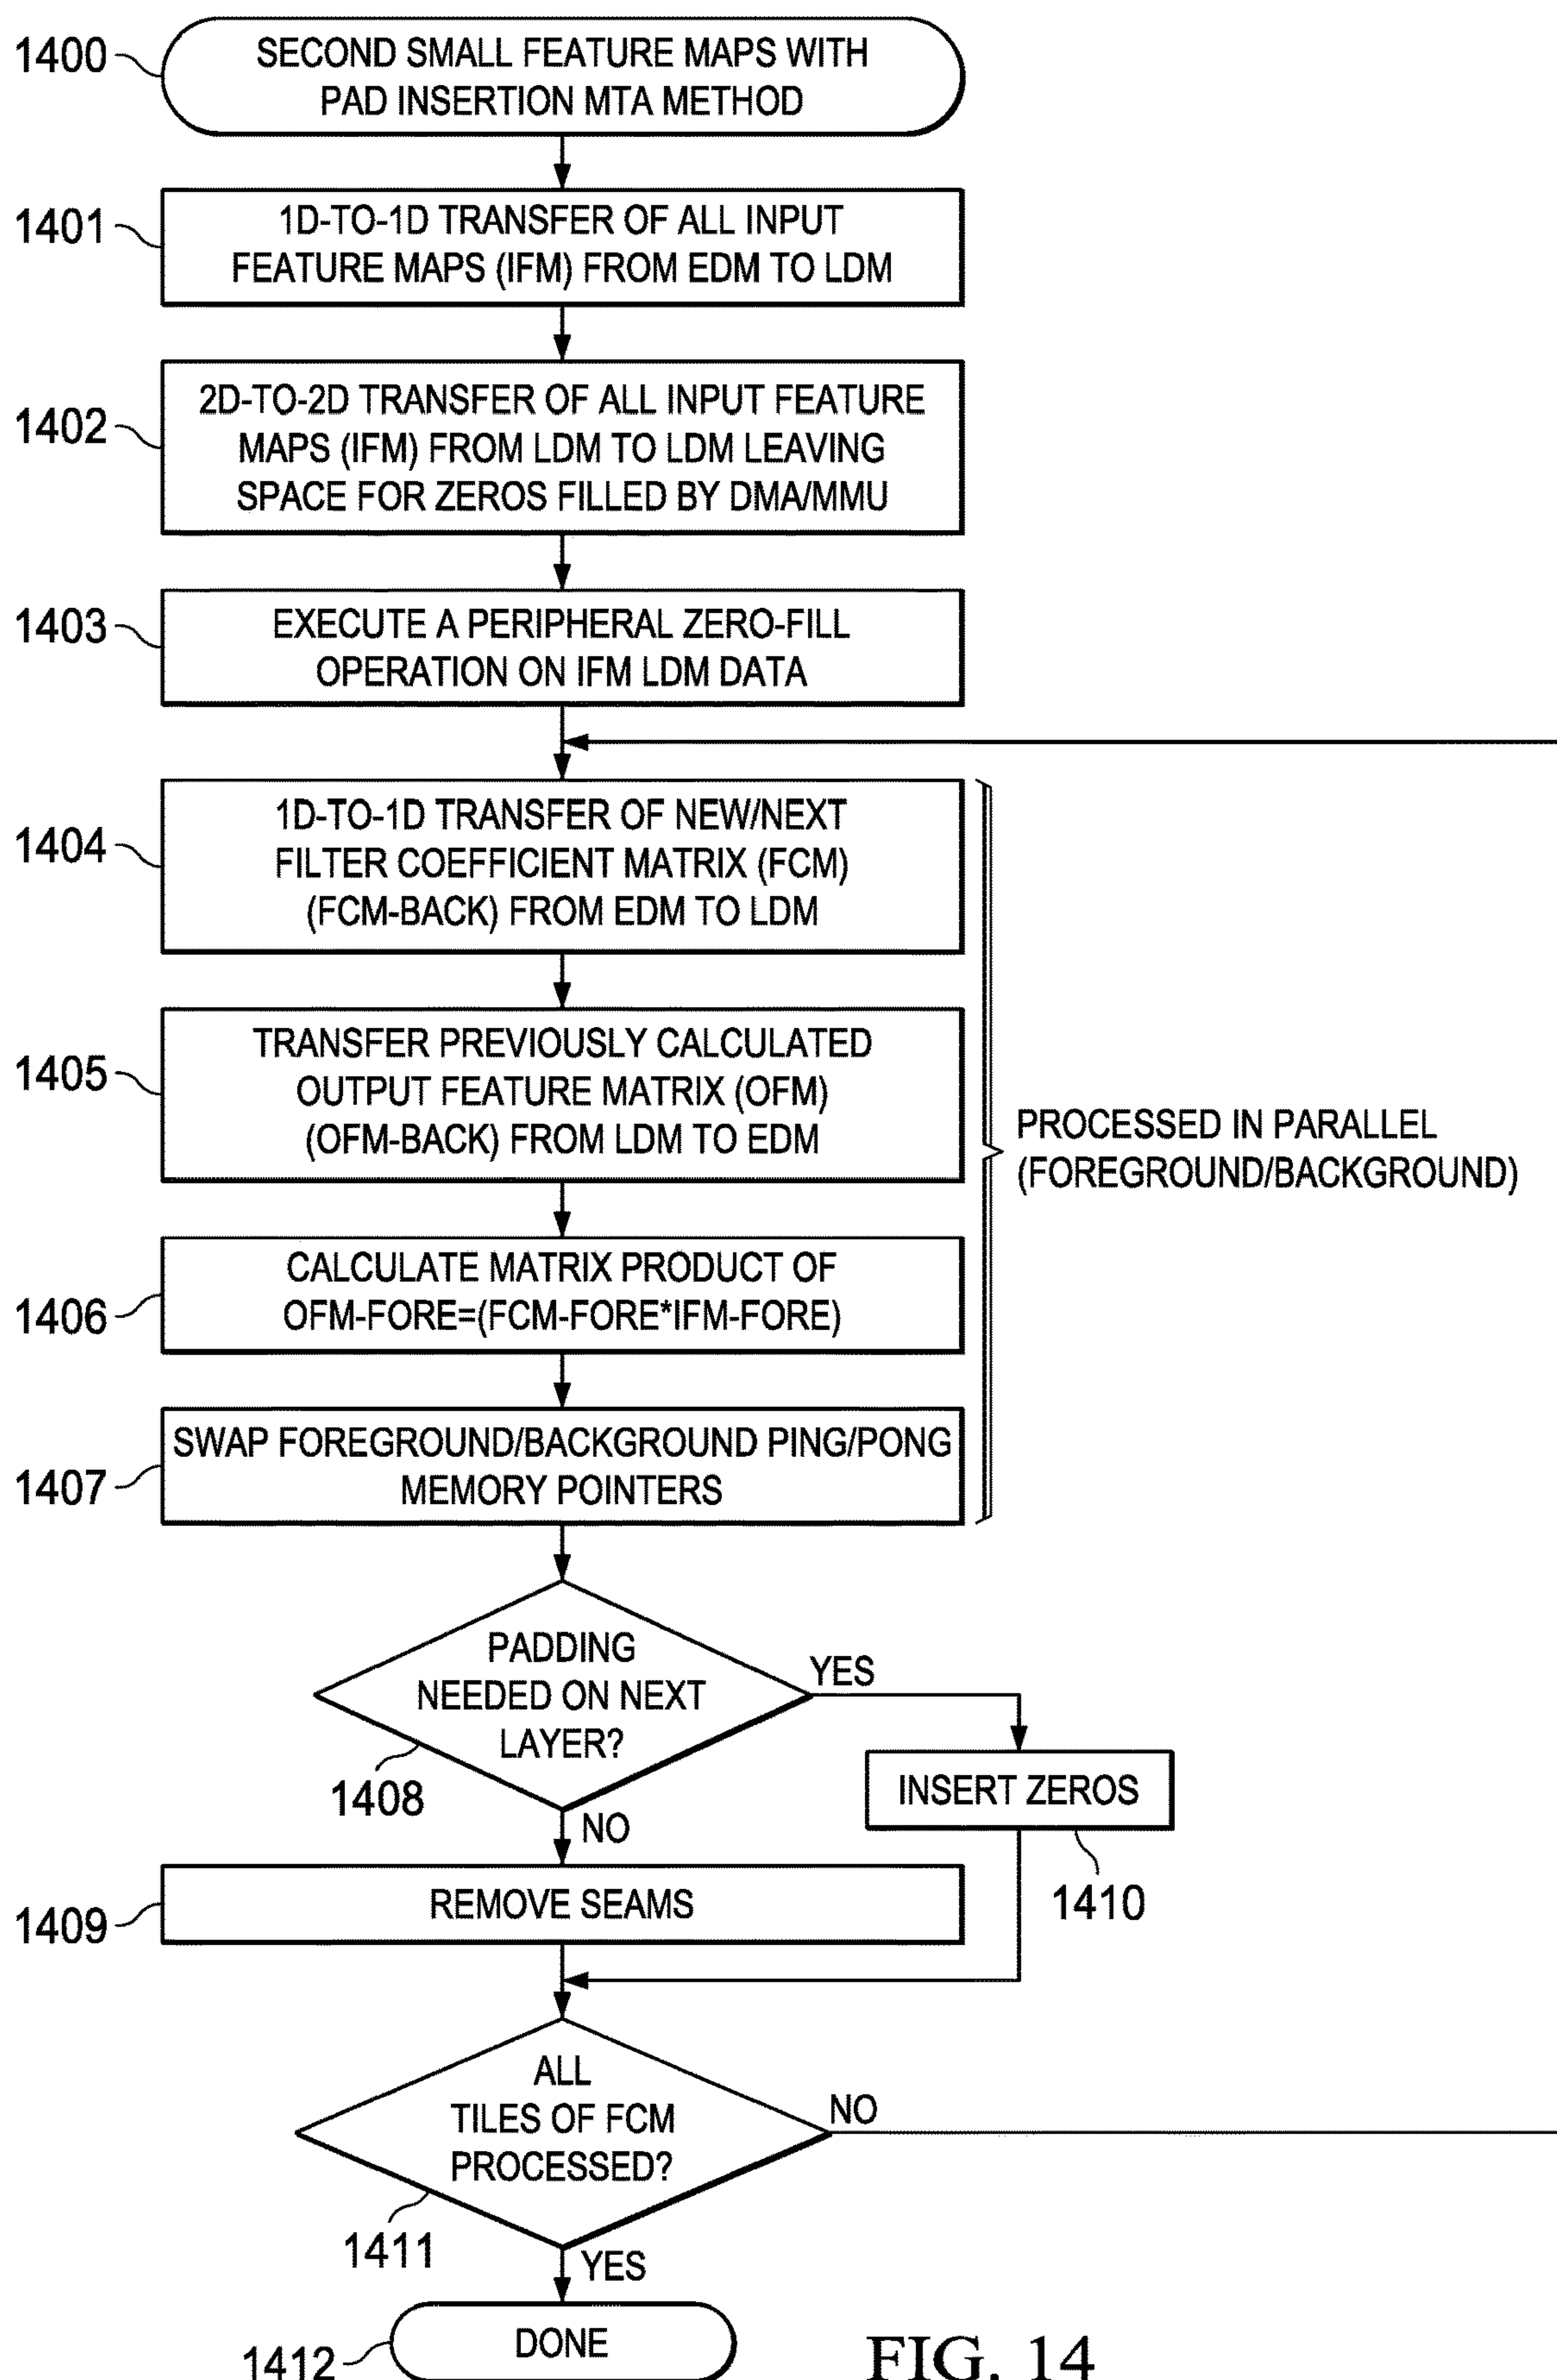 1400
SECOND SMALL FEATURE MAPS WITH
PAD INSERTION MTA METHOD
1401
1D-TO-1D TRANSFER OF ALL INPUT
FEATURE MAPS (IFM) FROM EDM TO LDM
1402
2D-TO-2D TRANSFER OF ALL INPUT FEATURE
MAPS (IFM) FROM LDM TO LDM LEAVING
SPACE FOR ZEROS FILLED BY DMA/MMU
1403
EXECUTE A PERIPHERAL ZERO-FILL
OPERATION ON IFM LDM DATA
1404
1D-TO-1D TRANSFER OF NEW/NEXT
FILTER COEFFICIENT MATRIX (FCM)
(FCM-BACK) FROM EDM TO LDM
1405
TRANSFER PREVIOUSLY CALCULATED
OUTPUT FEATURE MATRIX (OFM)
(OFM-BACK) FROM LDM TO EDM
PROCESSED IN PARALLEL
(FOREGROUND/BACKGROUND)
1406
CALCULATE MATRIX PRODUCT OF
OFM-FORE=(FCM-FORE*IFM-FORE)
1407
SWAP FOREGROUND/BACKGROUND PING/PONG
MEMORY POINTERS
PADDING
NEEDED ON NEXT
LAYER?
YES
1408
NO
INSERT ZEROS
1410
1409
REMOVE SEAMS
ALL
TILES OF FCM
PROCESSED?
NO
1411
YES
1412
DONE
FIG. 14